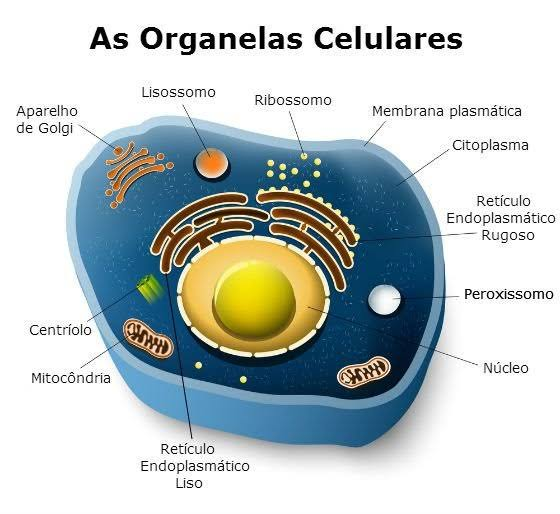 As Organelas Celulares
Lisossomo
Ribossomo
Aparelho
de Golgi
Membrana plasmática
Citoplasma
Retículo
Endoplasmático
Rugoso
Peroxissomo
Centríolo
Núcleo
Mitocôndria
Retículo
Endoplasmático
Liso